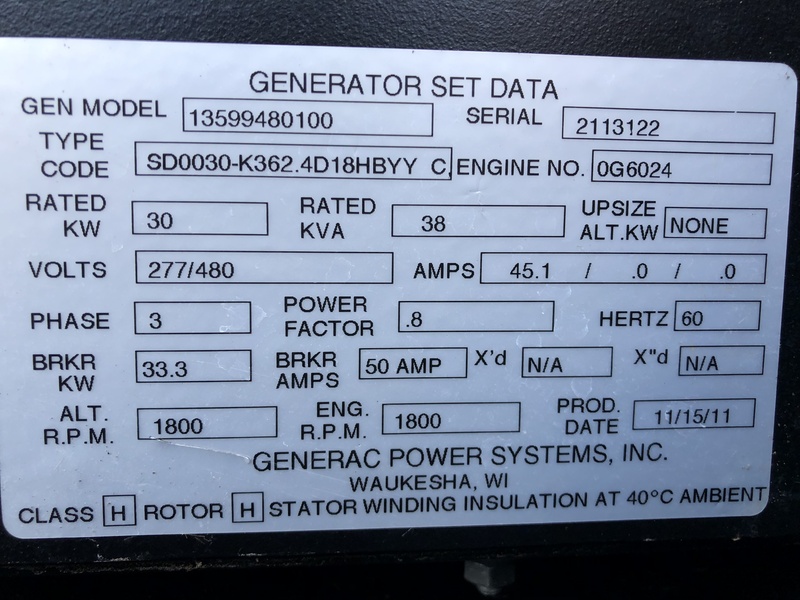 GENERATOR SET DATA
GEN MODEL 13599480100 SERIAL 2113122
TYPE CODE SD0030-K362.4D18HBYY C, ENGINE NO. 0G6024
RATED KW 30 RATED KVA 38 UPSIZE ALT.KW NONE
VOLTS 277/480 AMPS 45.1 / .0 / .0
PHASE 3 POWER FACTOR .8 HERTZ 60
BRKR KW 33.3 BRKR AMPS 50 AMP X'd N/A X"d N/A
ALT. R.P.M. 1800 ENG. R.P.M. 1800 PROD. DATE 11/15/11
GENERAC POWER SYSTEMS, INC.
WAUKESHA, WI
CLASS H ROTOR H STATOR WINDING INSULATION AT 40°C AMBIENT